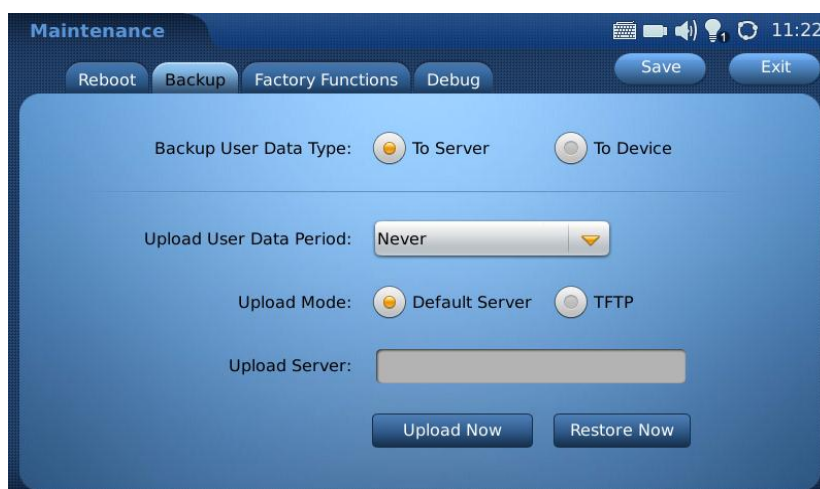 Maintenance 1 11:22
Reboot Backup Factory Functions Debug Save Exit
Backup User Data Type: To Server To Device
Upload User Data Period: Never
Upload Mode: Default Server TFTP
Upload Server:
Upload Now Restore Now